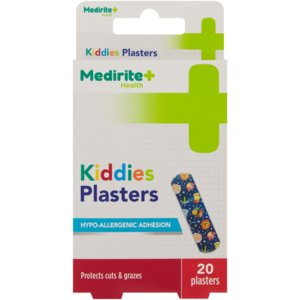 Medirite+
Health
Kiddies Plasters
Medirite+
Health
Kiddies
Plasters
HYPO-ALLERGENIC ADHESION
Protects cuts & grazes
20
plasters